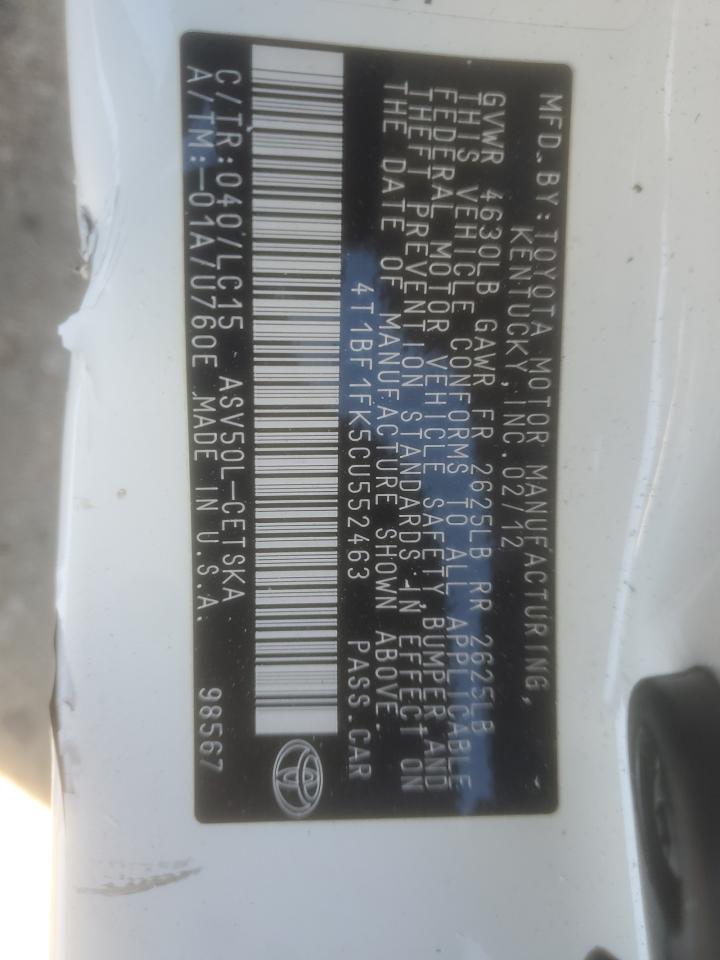 MFD. BY: TOYOTA MOTOR MANUFACTURING,
KENTUCKY, INC. 02/12
GVWR 4630LB GAWR FR 2625LB RR 2625LB
THIS VEHICLE CONFORMS TO ALL APPLICABLE
FEDERAL MOTOR VEHICLE SAFETY, BUMPER AND
THEFT PREVENTION STANDARDS IN EFFECT ON
THE DATE OF MANUFACTURE SHOWN ABOVE.
4T1BF1FK5CU552463 PASS.CAR
C/TR: 040/LC15 ASV50L-CETSKA
A/TM: -01A/U760E MADE IN U.S.A. 98567